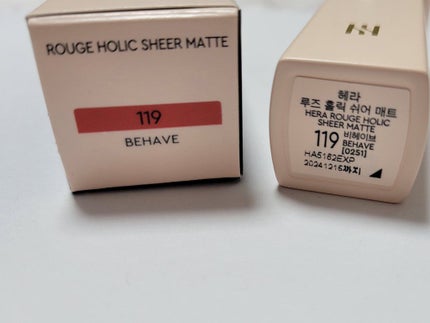 ROUGE HOLIC SHEER MATTE
119
BEHAVE
헤라
루즈 홀릭 쉬어 매트
HERA ROUGE HOLIC
SHEER MATTE
119 비헤이브
BEHAVE
[0251]
HA5182EXP
20241216까지